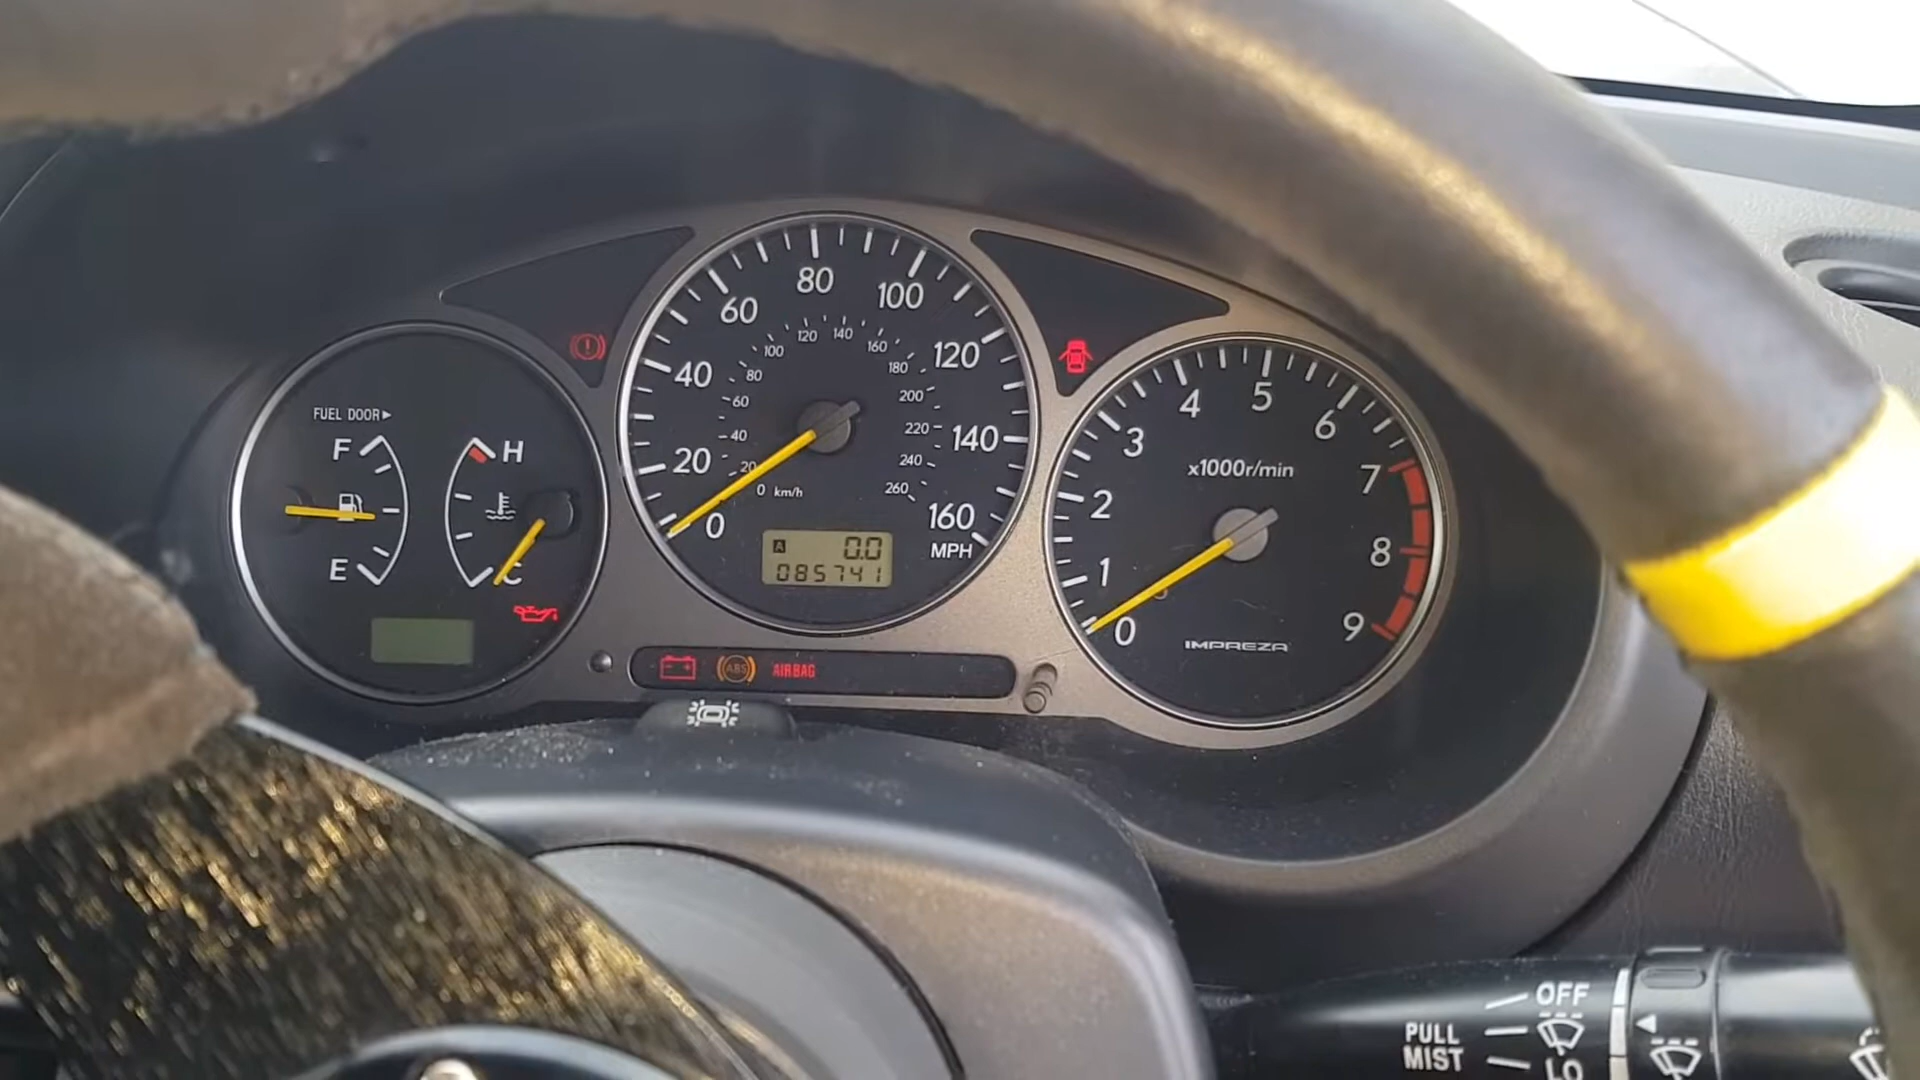 FUEL DOOR▶
F
E
H
C
0
20
40
60
80
100
120
140
160
MPH
0 km/h
20
40
60
80
100
120
140
160
180
200
220
240
260
A 0.0
085741
ABS
AIRBAG
0
1
2
3
4
5
6
7
8
9
x1000r/min
IMPREZA
OFF
PULL
MIST
LO